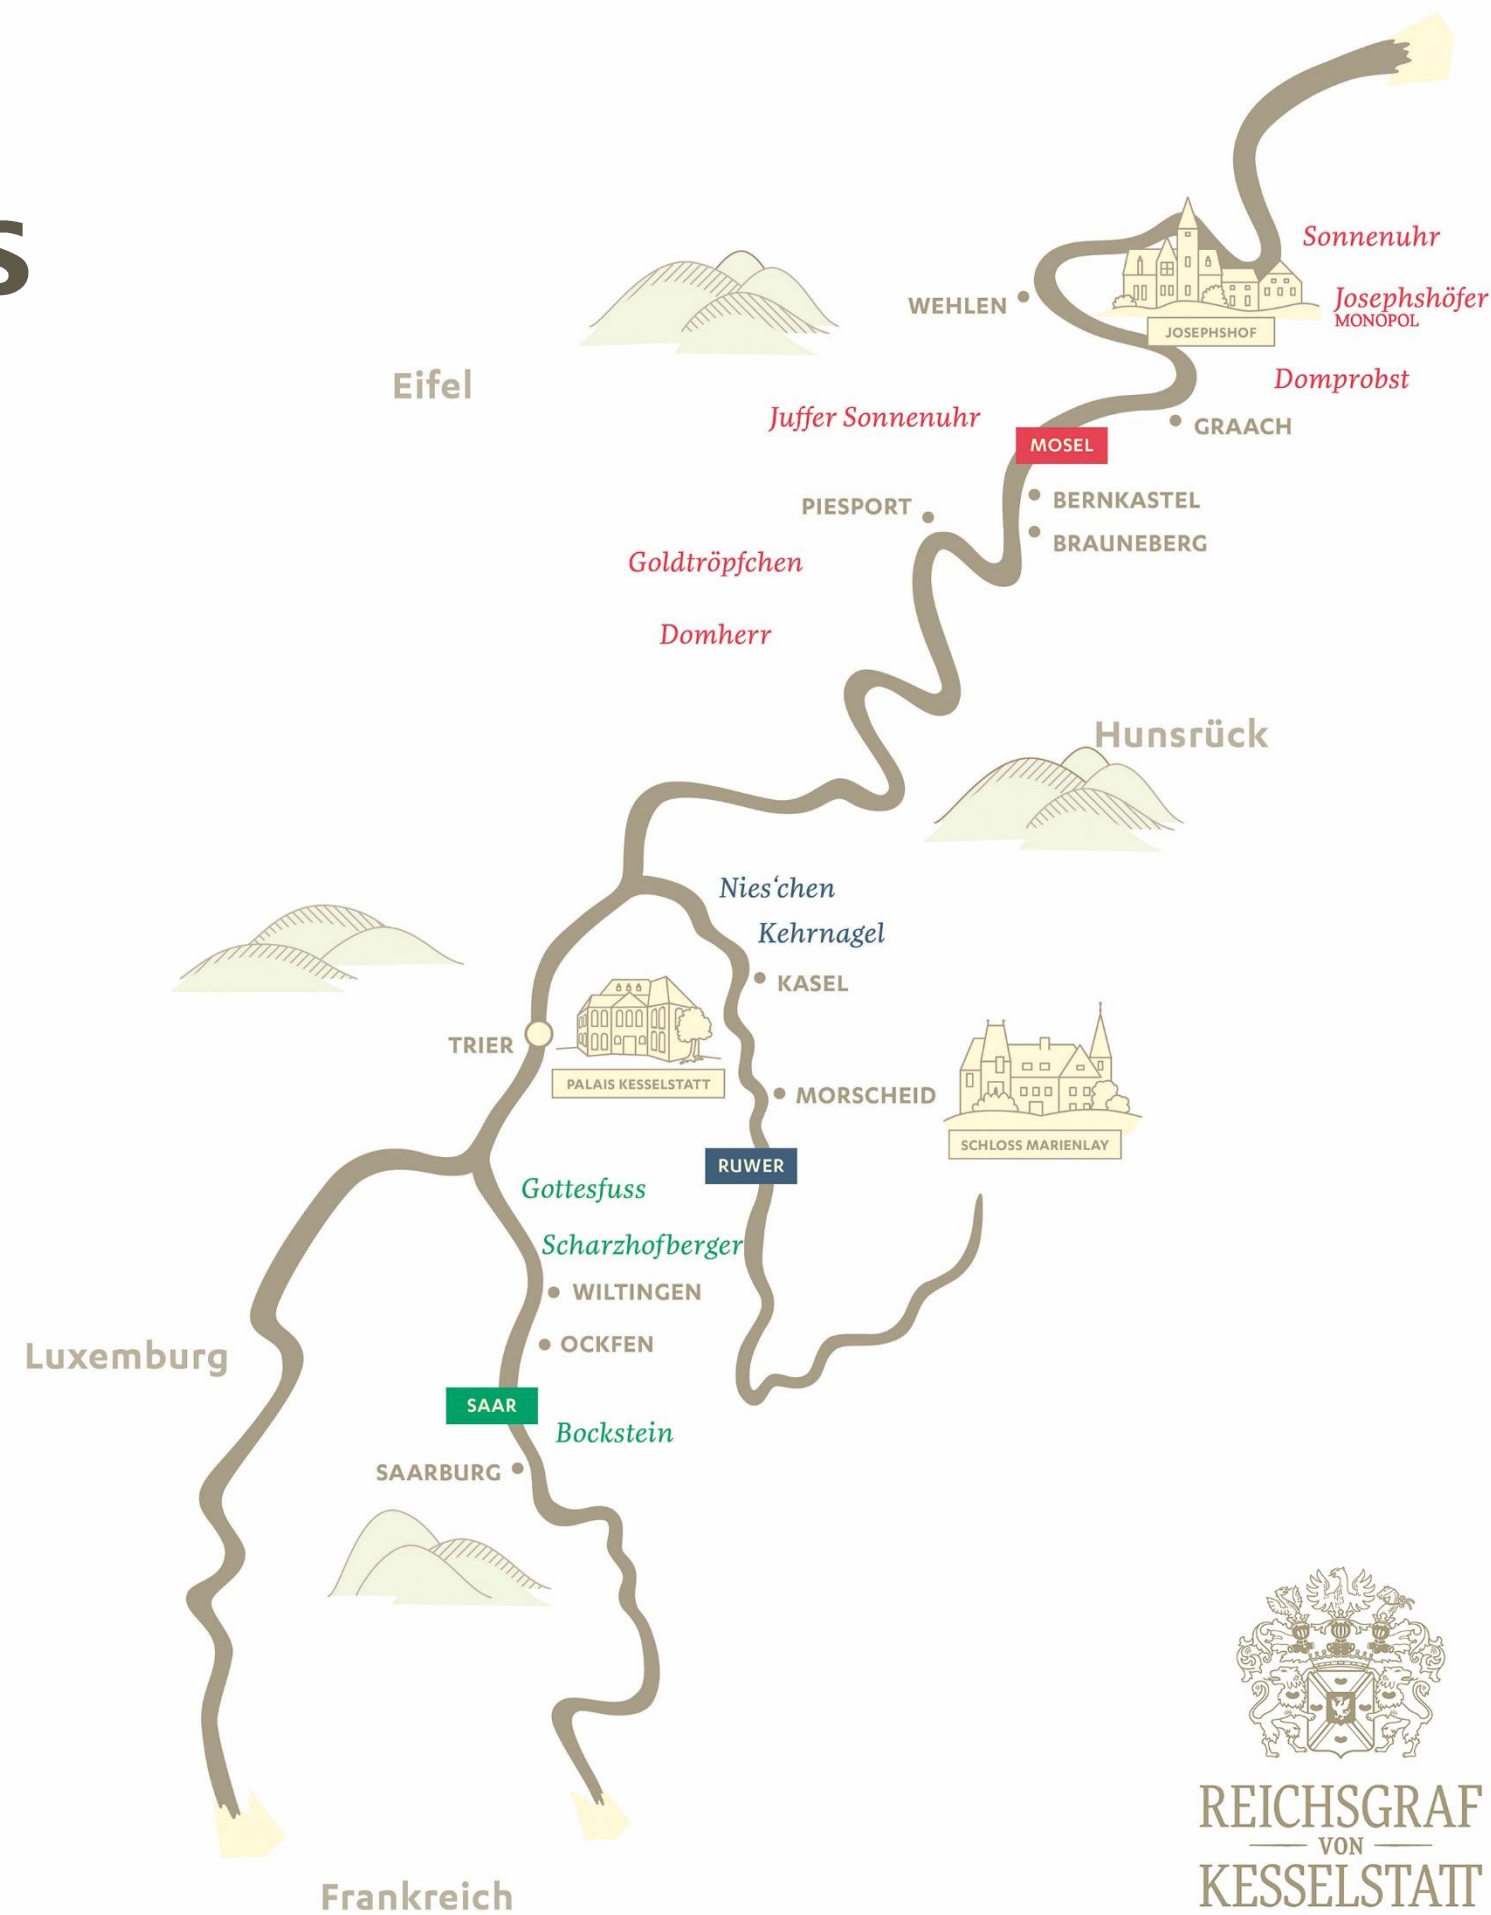 s
Sonnenuhr
WEHLEN
Josephshöfer
MONOPOL
JOSEPHSHOF
Eifel
Domprobst
Juffer Sonnenuhr
GRAACH
MOSEL
PIESPORT
BERNKASTEL
BRAUNEBERG
Goldtröpfchen
Domherr
Hunsrück
Nies‘chen
Kehrnagel
KASEL
TRIER
PALAIS KESSELSTATT
MORSCHEID
SCHLOSS MARIENLAY
RUWER
Gottesfuss
Scharzhofberger
WILTINGEN
OCKFEN
Luxemburg
SAAR
Bockstein
SAARBURG
REICHSGRAF
VON
KESSELSTATT
Frankreich